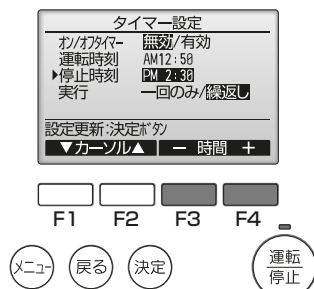 タイマー設定
オン/オフタイマー 無効/有効
運転時刻 AM12:50
▶停止時刻 PM 2:30
実行 一回のみ/繰返し
設定更新:決定ボタン
▼カーソル▲ － 時間 ＋
F1 F2 F3 F4
メニュー 戻る 決定 運転
停止